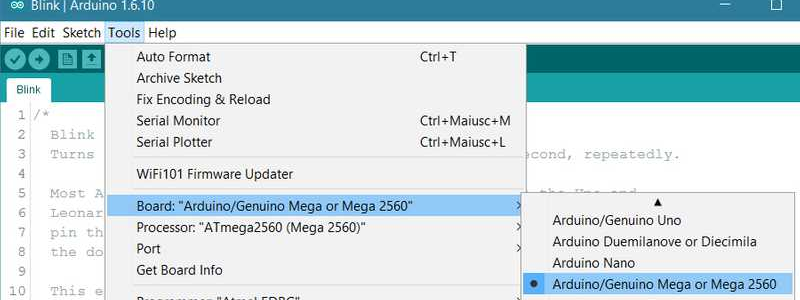 Blink | Arduino 1.6.10
File Edit Sketch Tools Help
Blink
Auto Format Ctrl+T
Archive Sketch
Fix Encoding & Reload
Serial Monitor Ctrl+Maiusc+M
Serial Plotter Ctrl+Maiusc+L
WiFi101 Firmware Updater
Board: "Arduino/Genuino Mega or Mega 2560"
Processor: "ATmega2560 (Mega 2560)"
Port
Get Board Info
Arduino/Genuino Uno
Arduino Duemilanove or Diecimila
Arduino Nano
Arduino/Genuino Mega or Mega 2560
1 /*
2 Blink
3 Turns econd, repeatedly.
4
5 Most A
6 Leonar
7 pin th
8 the do
9
10 This e